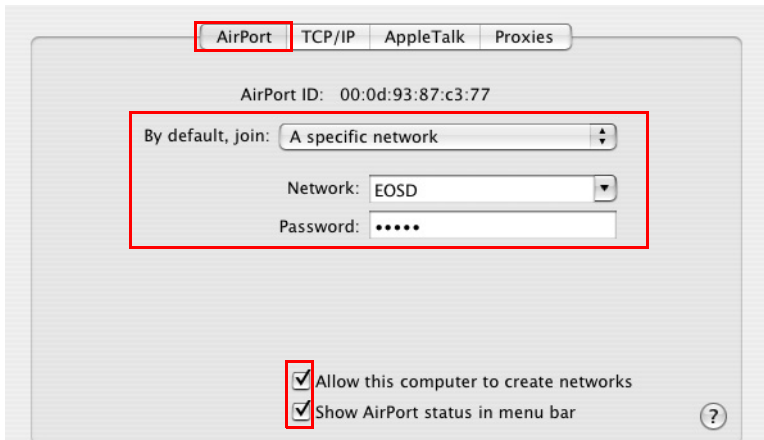 AirPort TCP/IP AppleTalk Proxies
AirPort ID: 00:0d:93:87:c3:77
By default, join: A specific network
Network: EOSD
Password: •••••
Allow this computer to create networks
Show AirPort status in menu bar
?